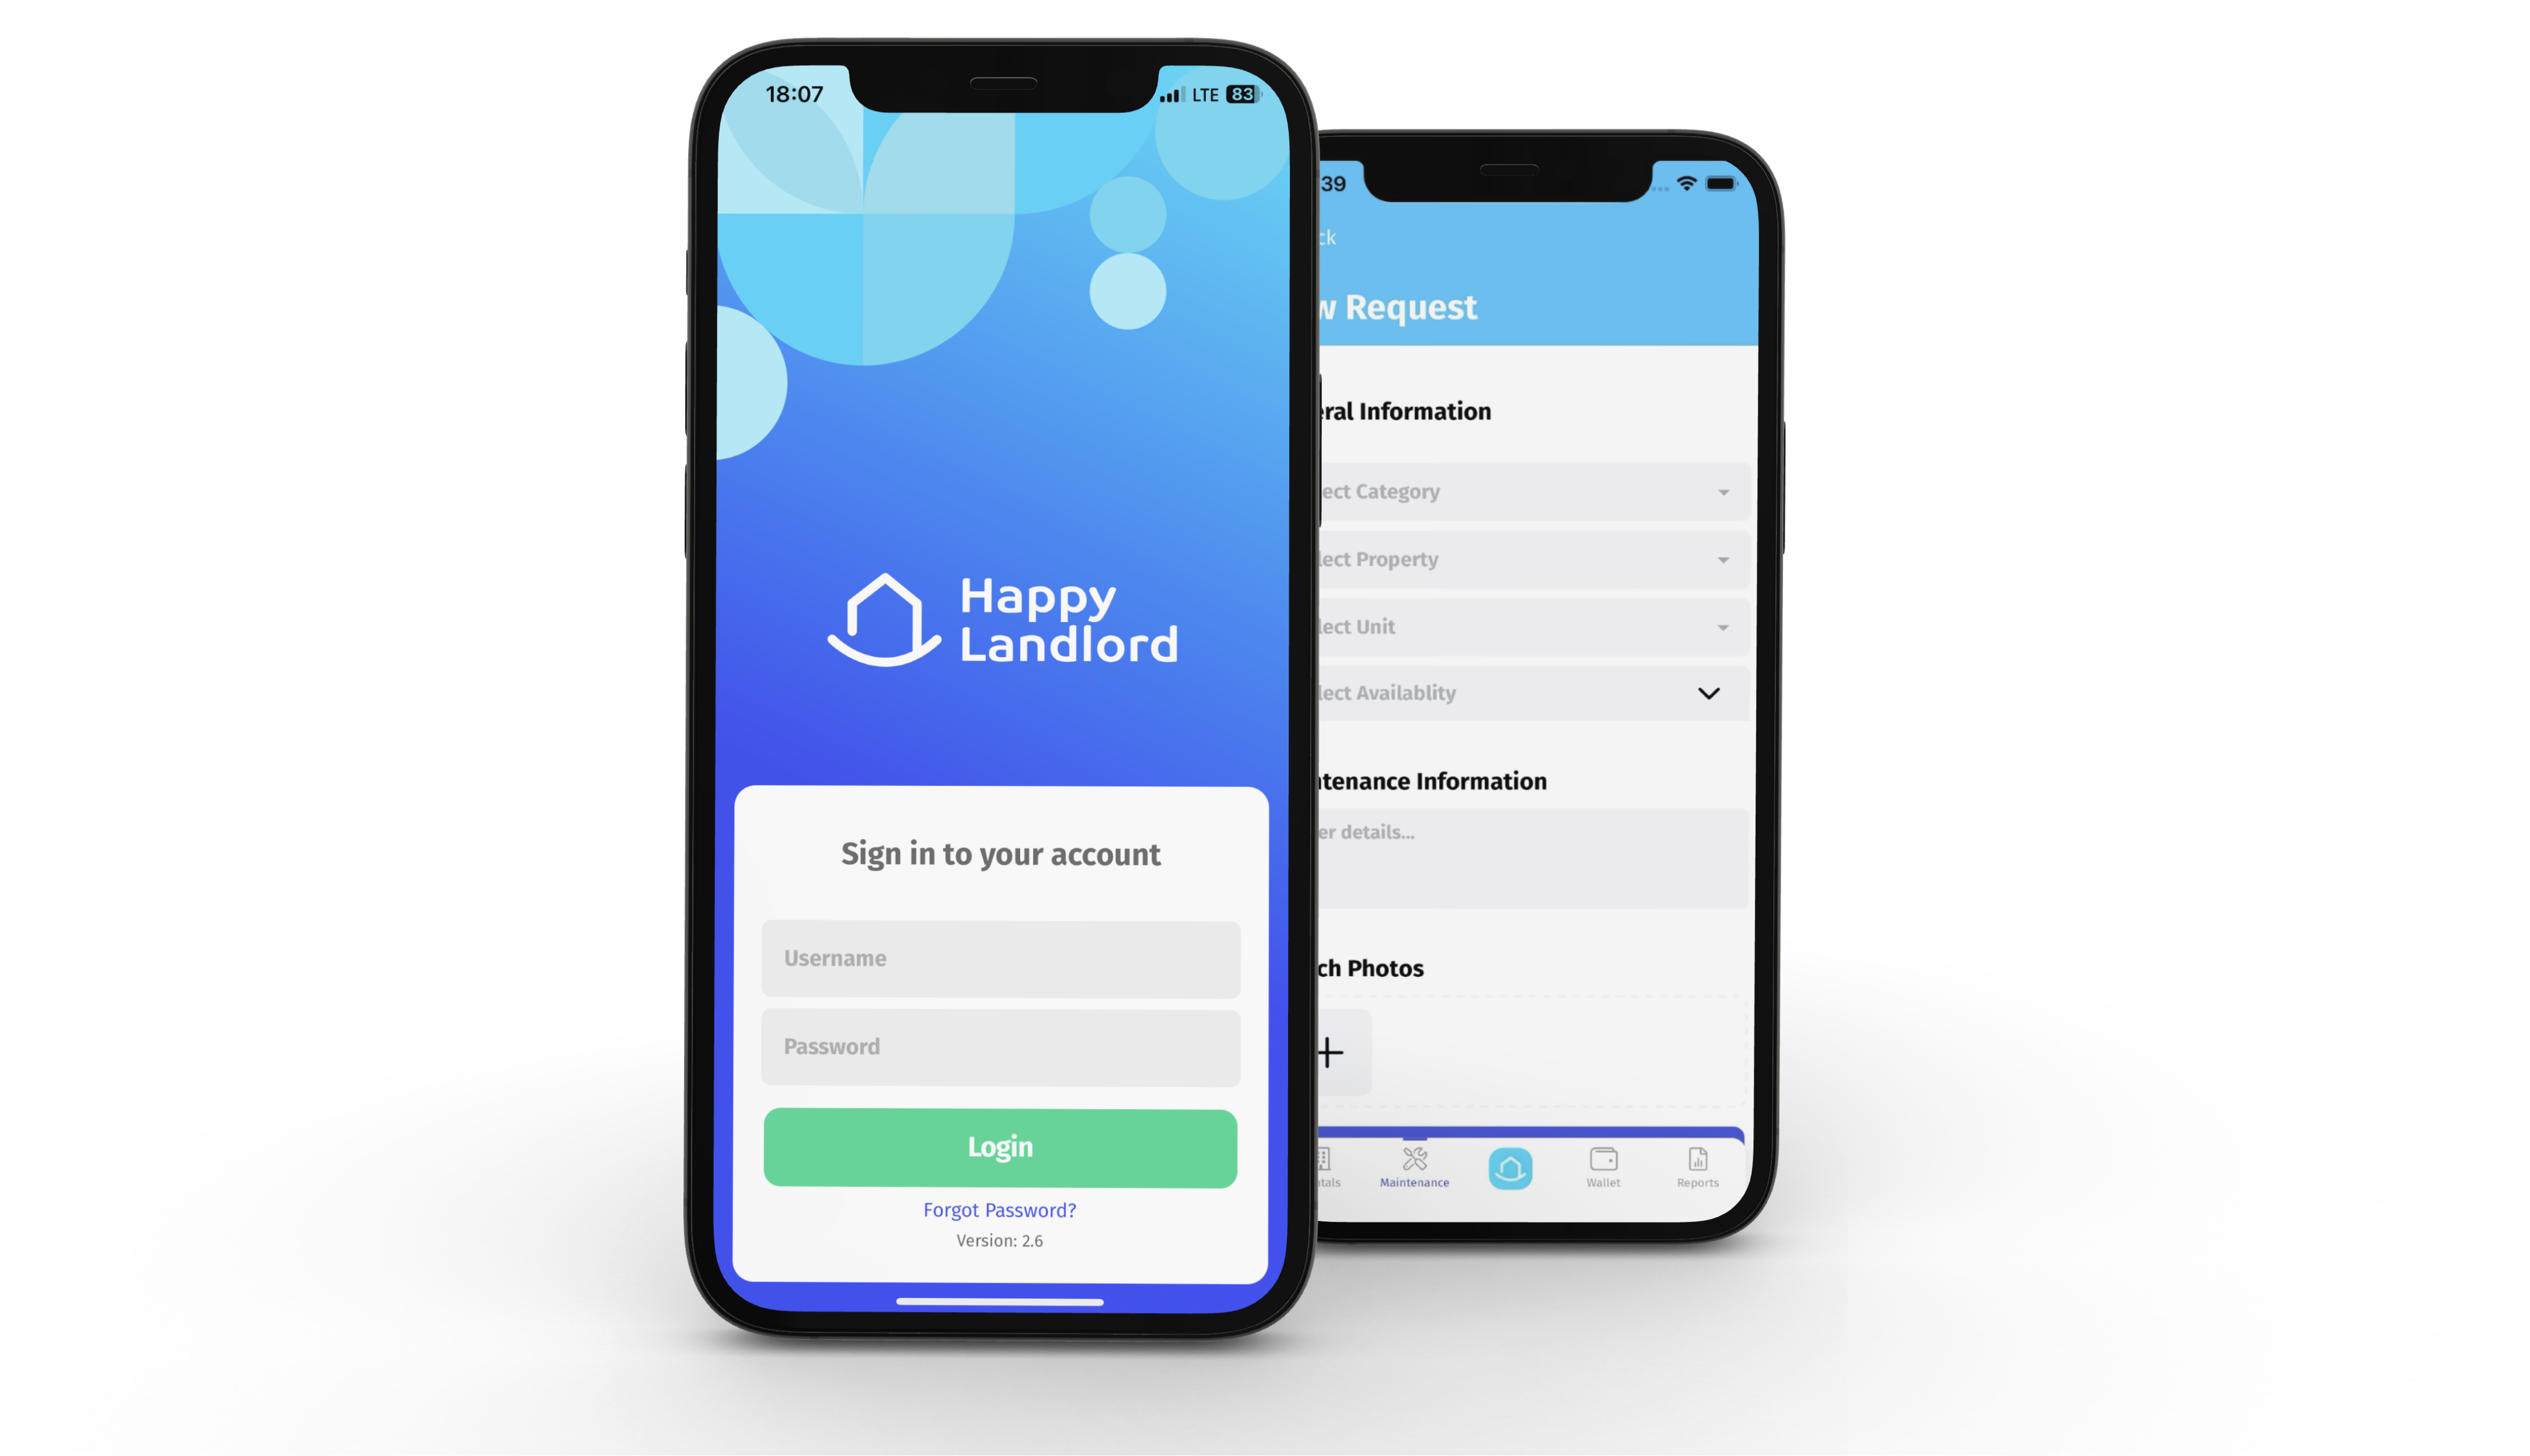 18:07
LTE 83
Happy
Landlord
Sign in to your account
Username
Password
Login
Forgot Password?
Version: 2.6
39
ck
w Request
ral Information
ect Category
lect Property
lect Unit
lect Availablity
tenance Information
er details...
ch Photos
tals
Maintenance
Wallet
Reports